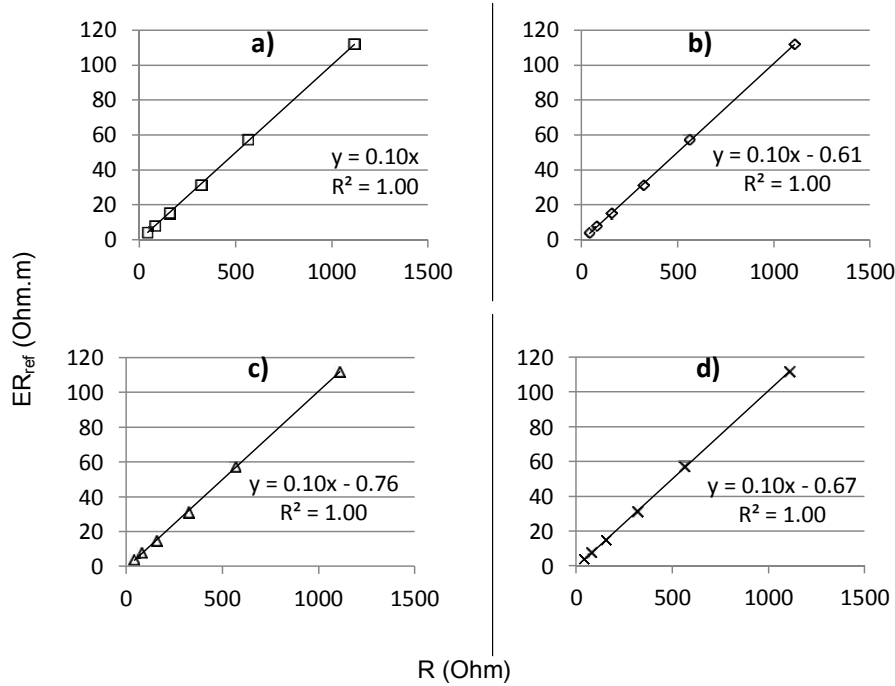 a)
120
100
80
60
40
20
0
y = 0.10x
R² = 1.00
0 500 1000 1500
b)
120
100
80
60
40
20
0
y = 0.10x - 0.61
R² = 1.00
0 500 1000 1500
ERref (Ohm.m)
c)
120
100
80
60
40
20
0
y = 0.10x - 0.76
R² = 1.00
0 500 1000 1500
d)
120
100
80
60
40
20
0
y = 0.10x - 0.67
R² = 1.00
0 500 1000 1500
R (Ohm)